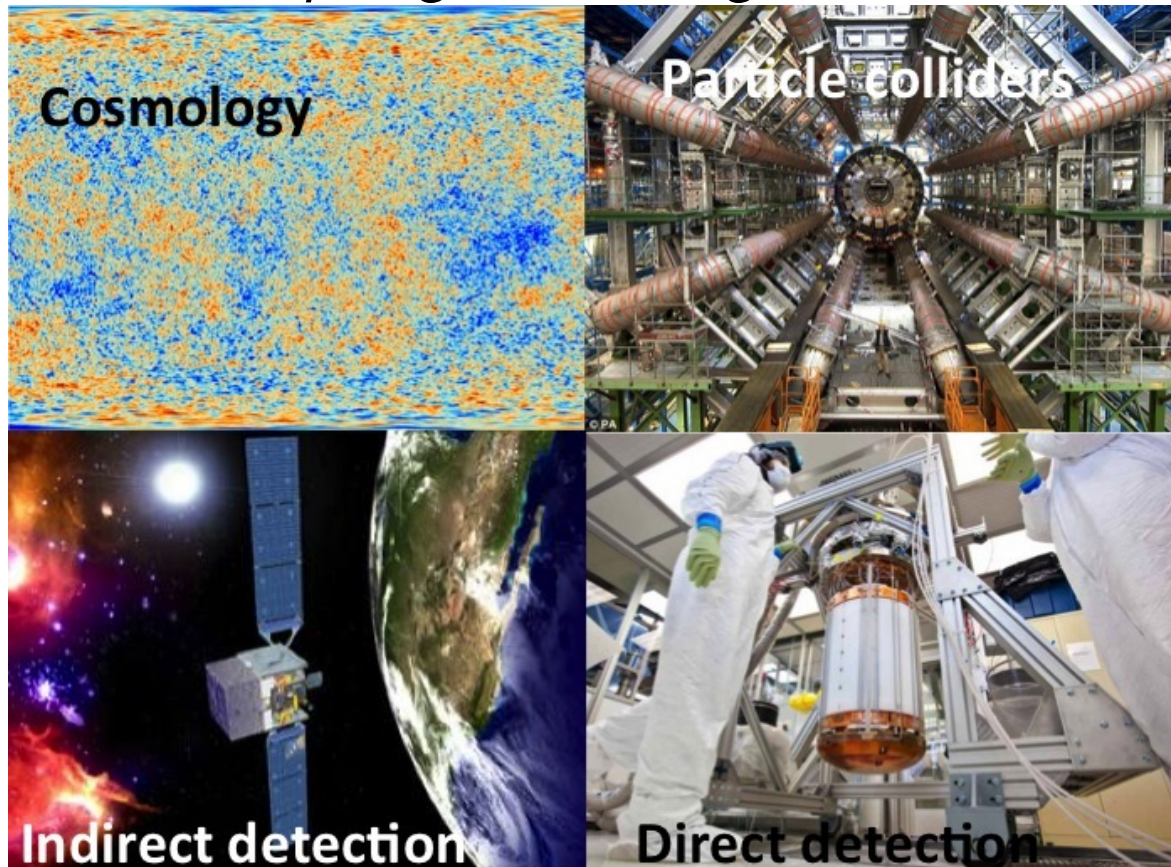 Cosmology
Particle colliders
© PA
Indirect detection
Direct detection